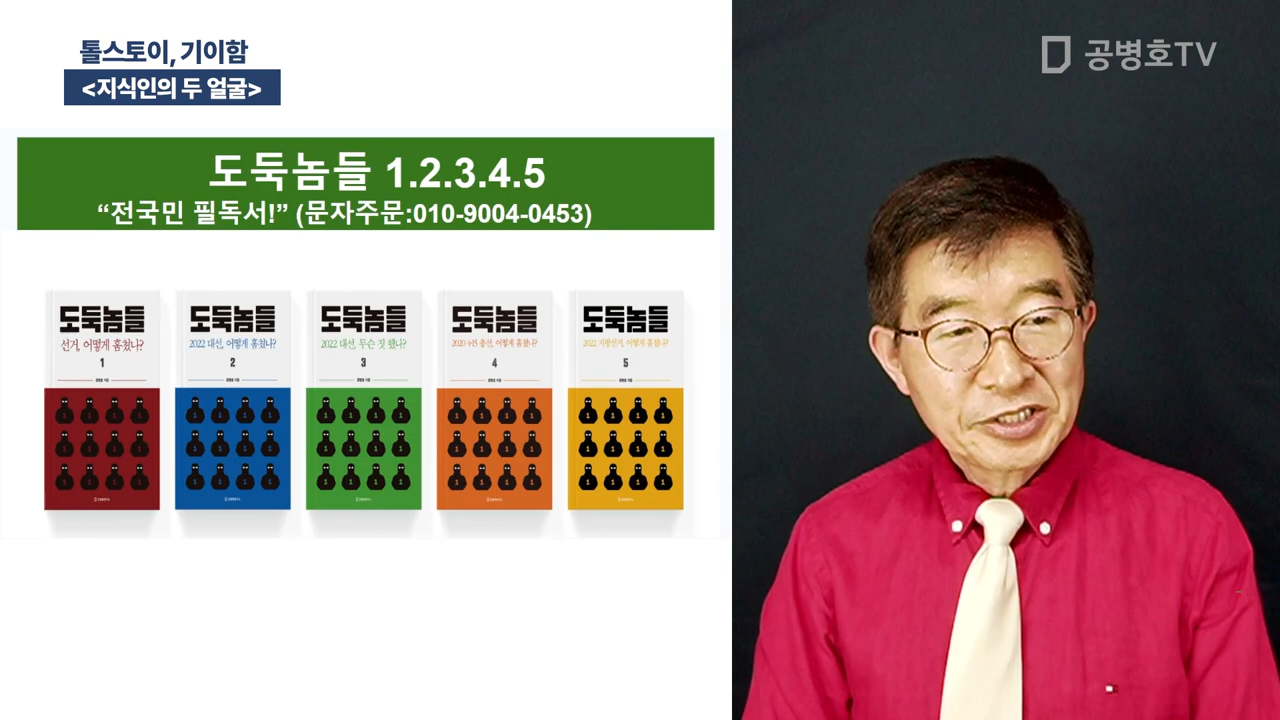 톨스토이, 기이함
<지식인의 두 얼굴>
공병호TV
도둑놈들 1.2.3.4.5
“전국민 필독서!” (문자주문:010-9004-0453)
도둑놈들
선거, 어떻게 훔쳤나?
1
도둑놈들
2022 대선, 어떻게 훔쳤나?
2
도둑놈들
2022 대선, 무슨 짓 했나?
3
도둑놈들
2020 4·15 총선, 어떻게 훔쳤나?
4
도둑놈들
2022 지방선거, 어떻게 훔쳤나?
5